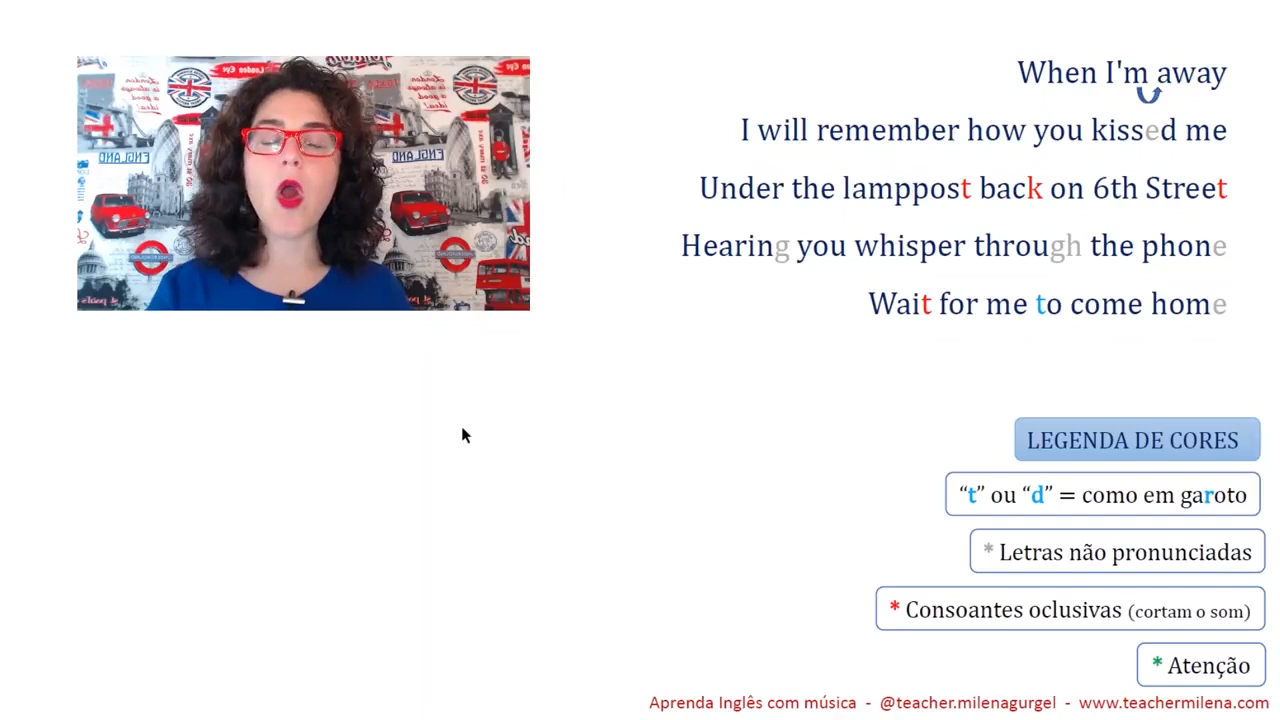 When I'm away
I will remember how you kissed me
Under the lamppost back on 6th Street
Hearing you whisper through the phone
Wait for me to come home
LEGENDA DE CORES
“t” ou “d” = como em garoto
* Letras não pronunciadas
* Consoantes oclusivas (cortam o som)
* Atenção
Aprenda Inglês com música - @teacher.milenagurgel - www.teachermilena.com
ENGLAND
ENGLAND